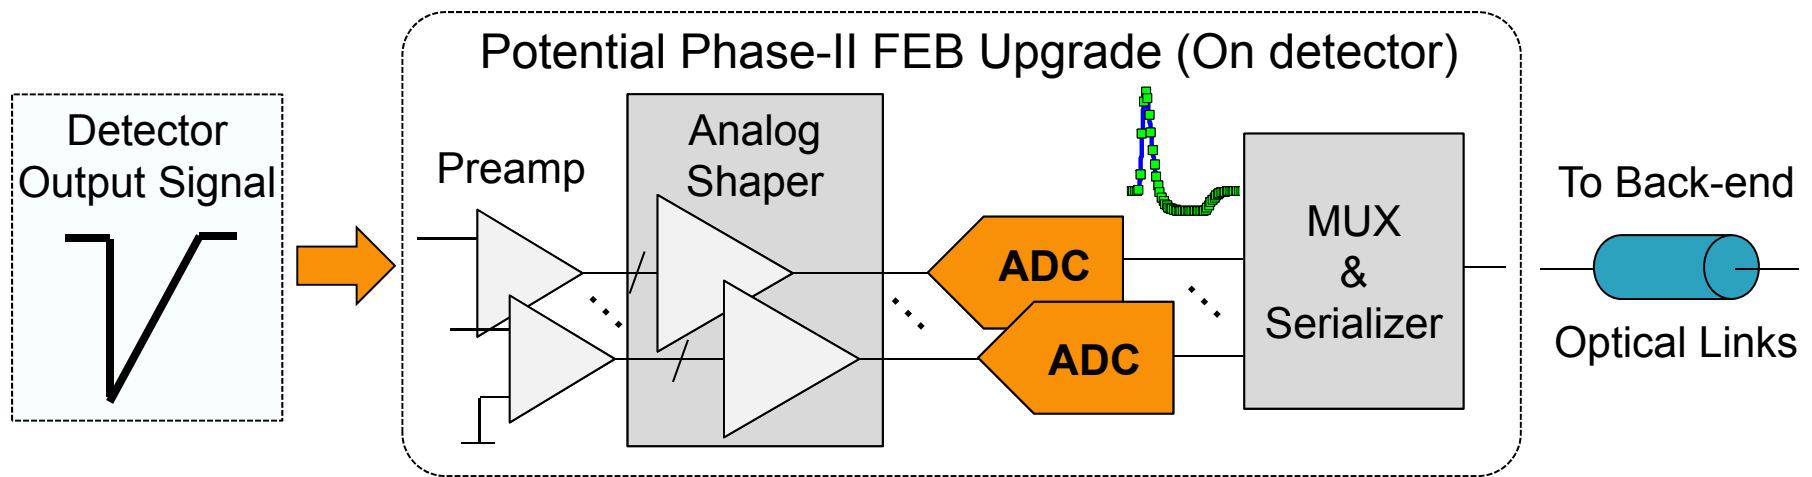 Potential Phase-II FEB Upgrade (On detector)
Detector
Output Signal
Preamp
Analog
Shaper
ADC
ADC
MUX
&
Serializer
To Back-end
Optical Links